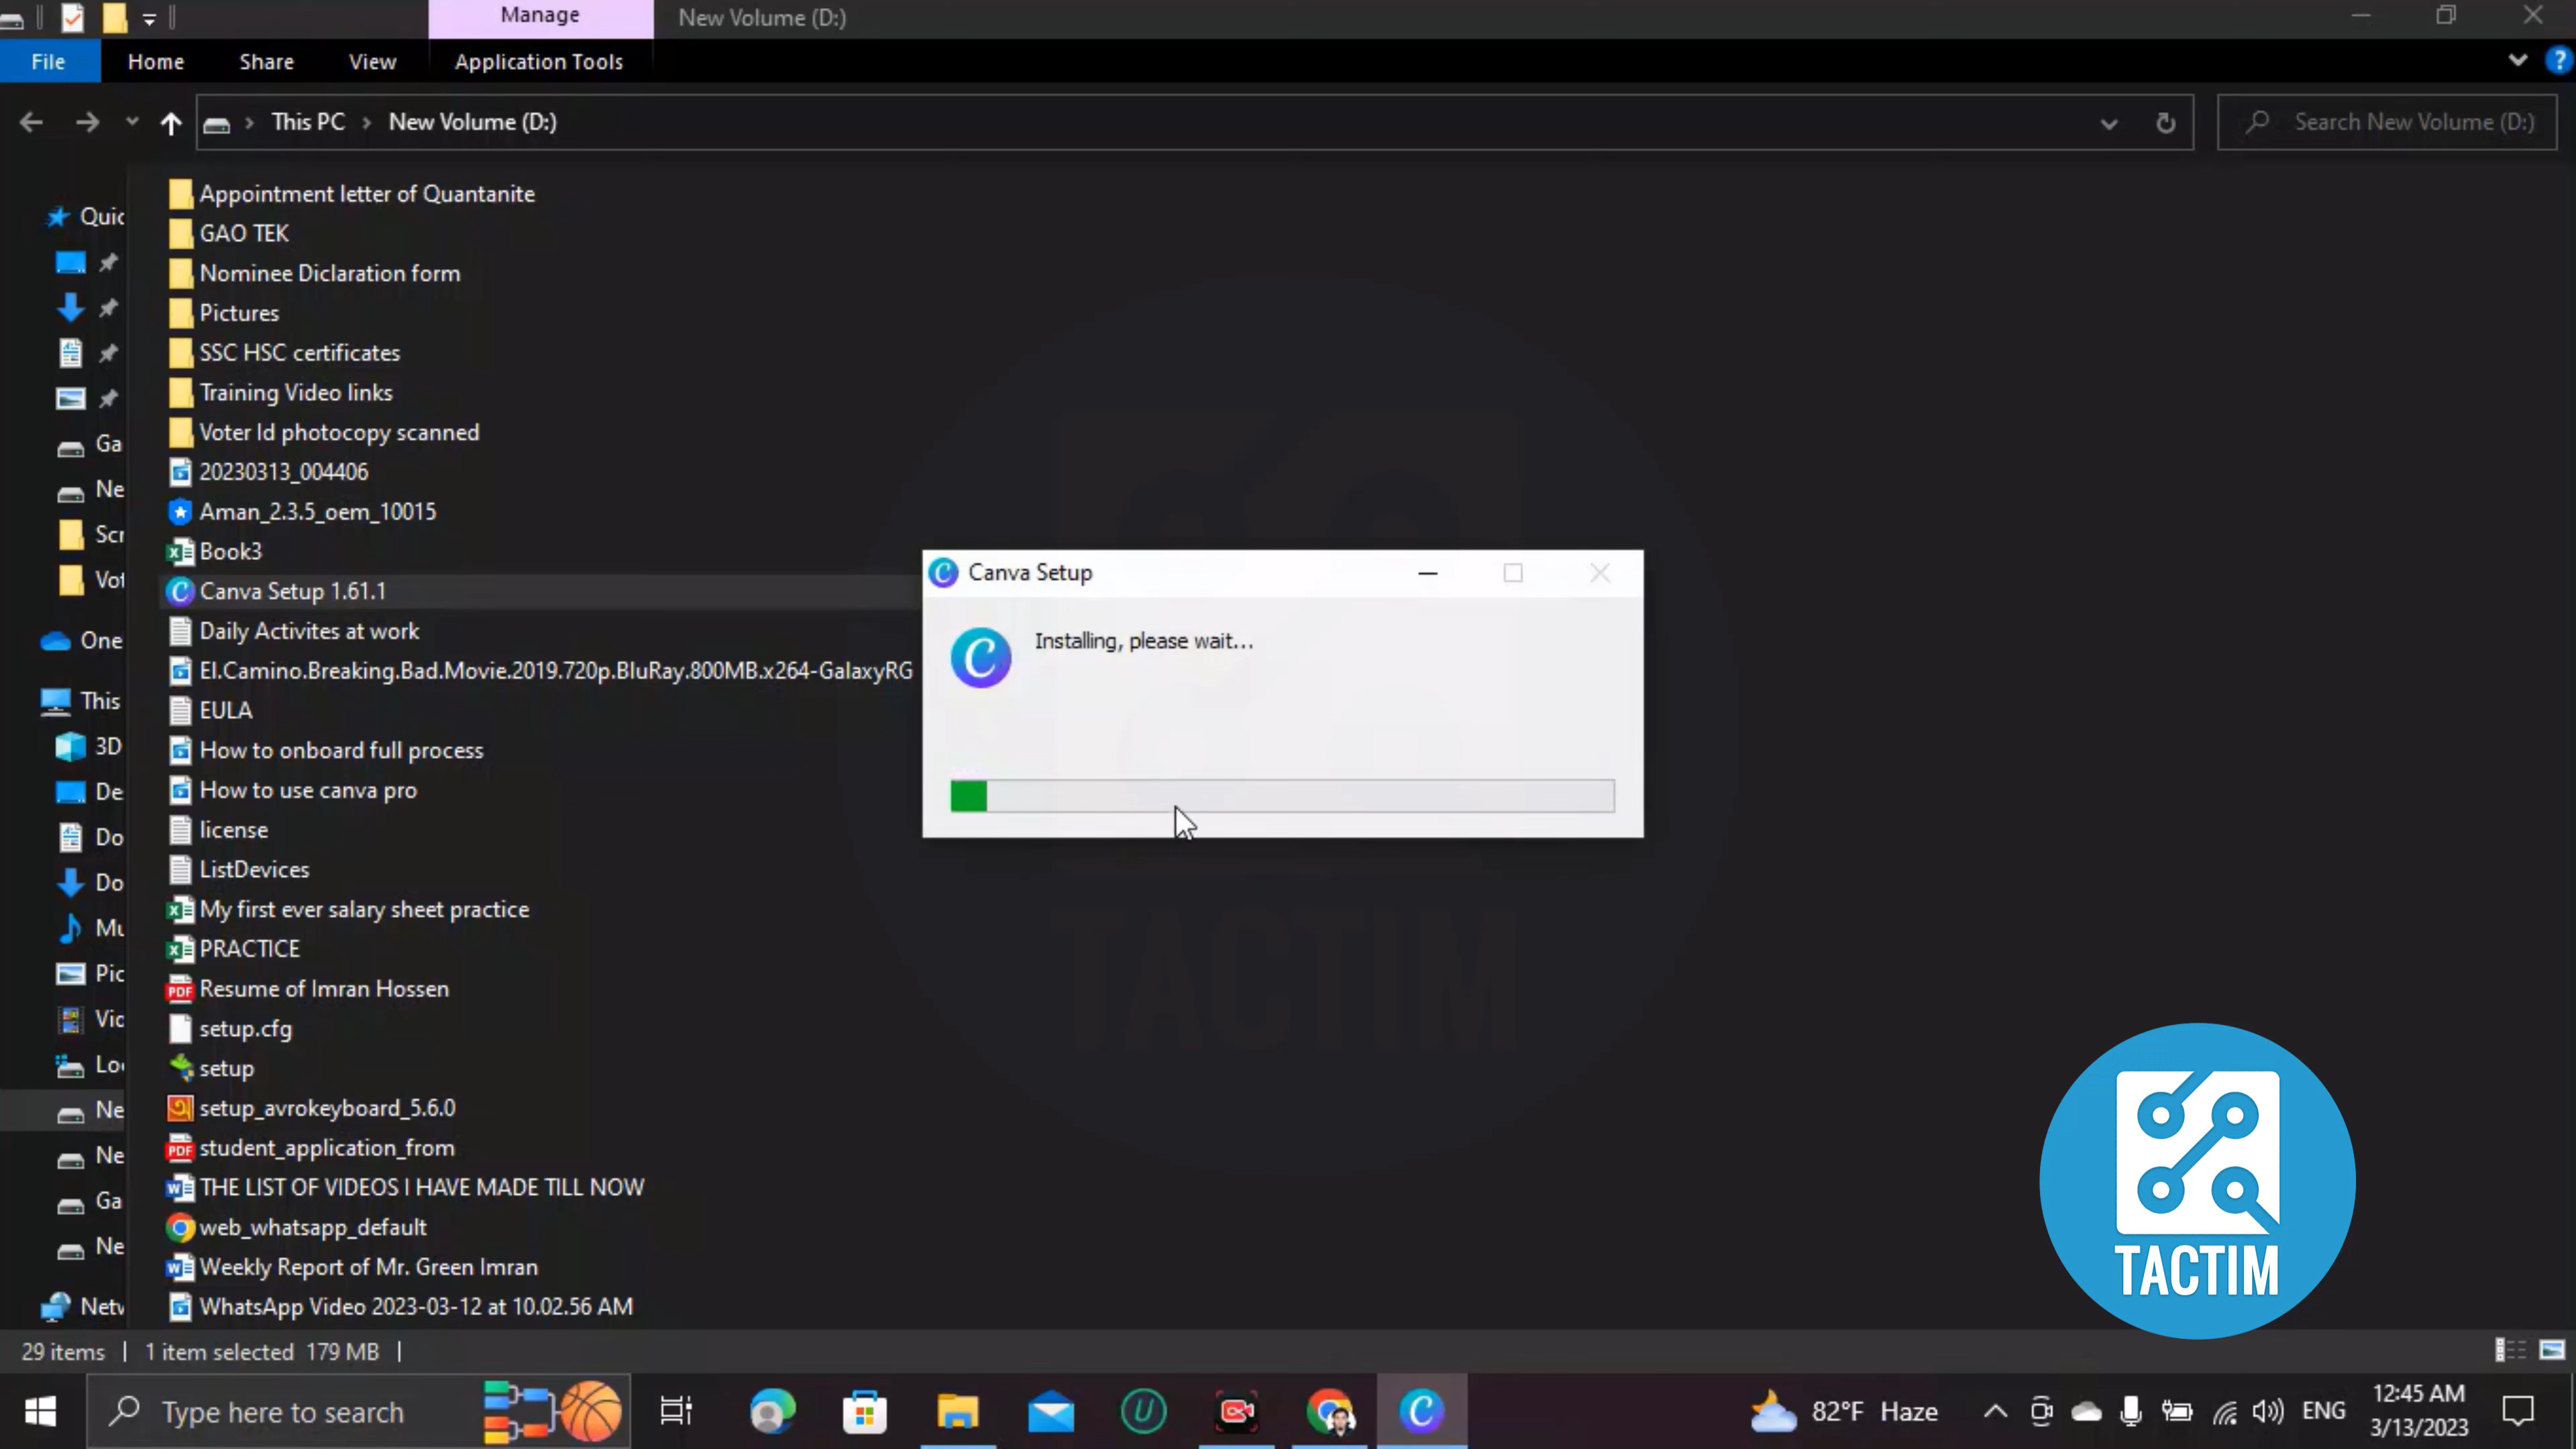 Manage
New Volume (D:)
File
Home
Share
View
Application Tools
?
This PC
New Volume (D:)
Search New Volume (D:)
Quic
Ga
Ne
Scr
Vot
One
This
3D
De
Do
Do
Mu
Pic
Vid
Lo
Ne
Ne
Ga
Ne
Netw
Appointment letter of Quantanite
GAO TEK
Nominee Diclaration form
Pictures
SSC HSC certificates
Training Video links
Voter Id photocopy scanned
20230313_004406
Aman_2.3.5_oem_10015
Book3
Canva Setup 1.61.1
Daily Activites at work
El.Camino.Breaking.Bad.Movie.2019.720p.BluRay.800MB.x264-GalaxyRG
EULA
How to onboard full process
How to use canva pro
license
ListDevices
My first ever salary sheet practice
PRACTICE
Resume of Imran Hossen
setup.cfg
setup
setup_avrokeyboard_5.6.0
student_application_from
THE LIST OF VIDEOS I HAVE MADE TILL NOW
web_whatsapp_default
Weekly Report of Mr. Green Imran
WhatsApp Video 2023-03-12 at 10.02.56 AM
Canva Setup
Installing, please wait...
TACTIM
TACTIM
29 items
1 item selected 179 MB
Type here to search
82°F Haze
ENG
12:45 AM
3/13/2023